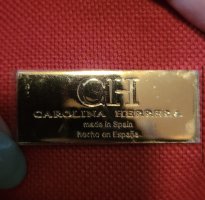 CH
CAROLINA HERRERA
made in Spain
hecho en España